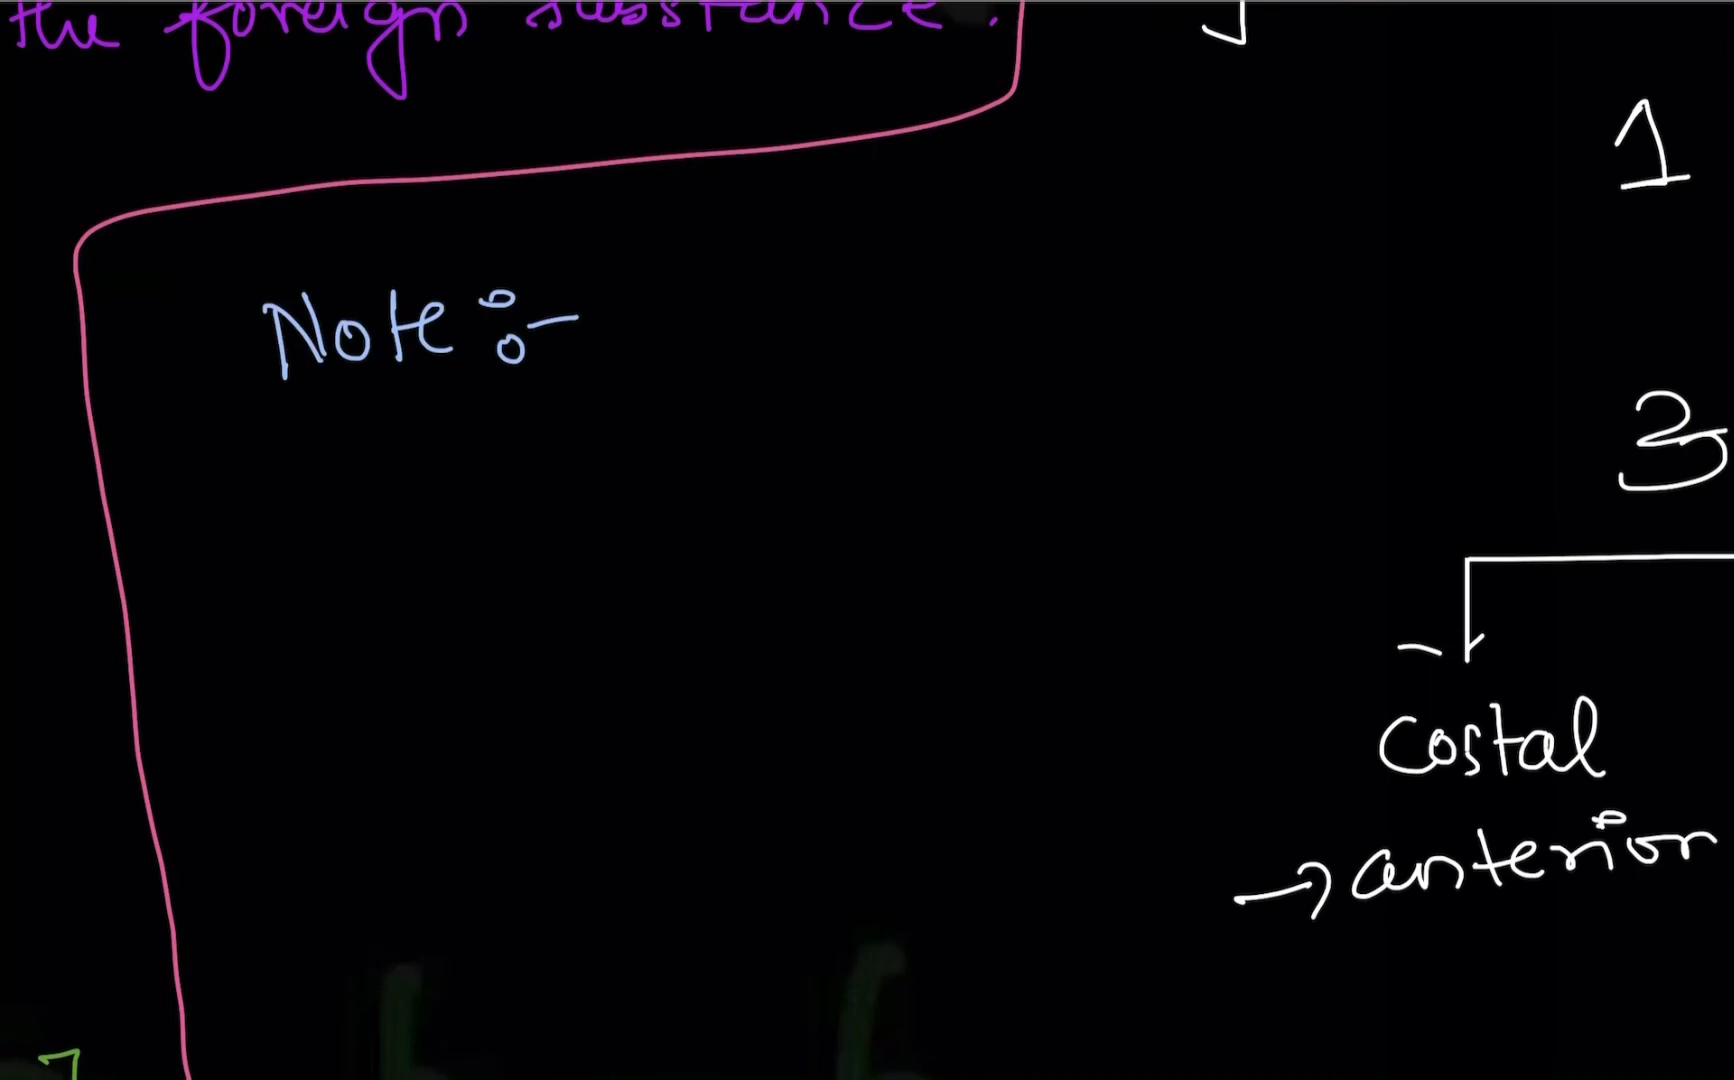 the foreign substance.
1
Note :-
3
costal
→ anterior